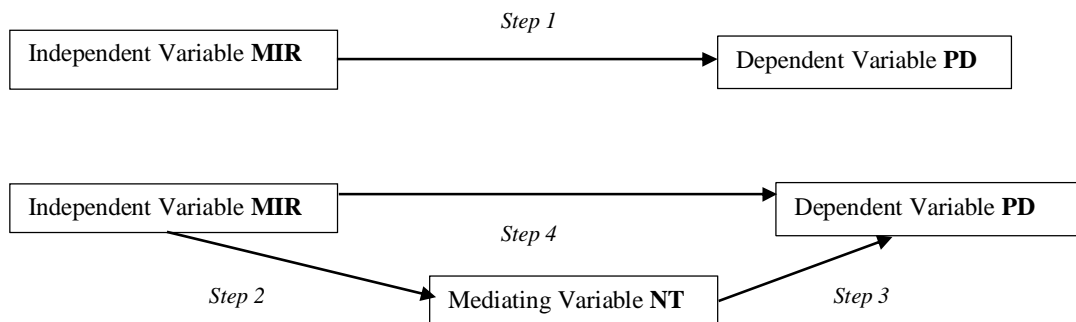 Step 1
Independent Variable MIR
Dependent Variable PD
Independent Variable MIR
Dependent Variable PD
Step 4
Step 2
Mediating Variable NT
Step 3